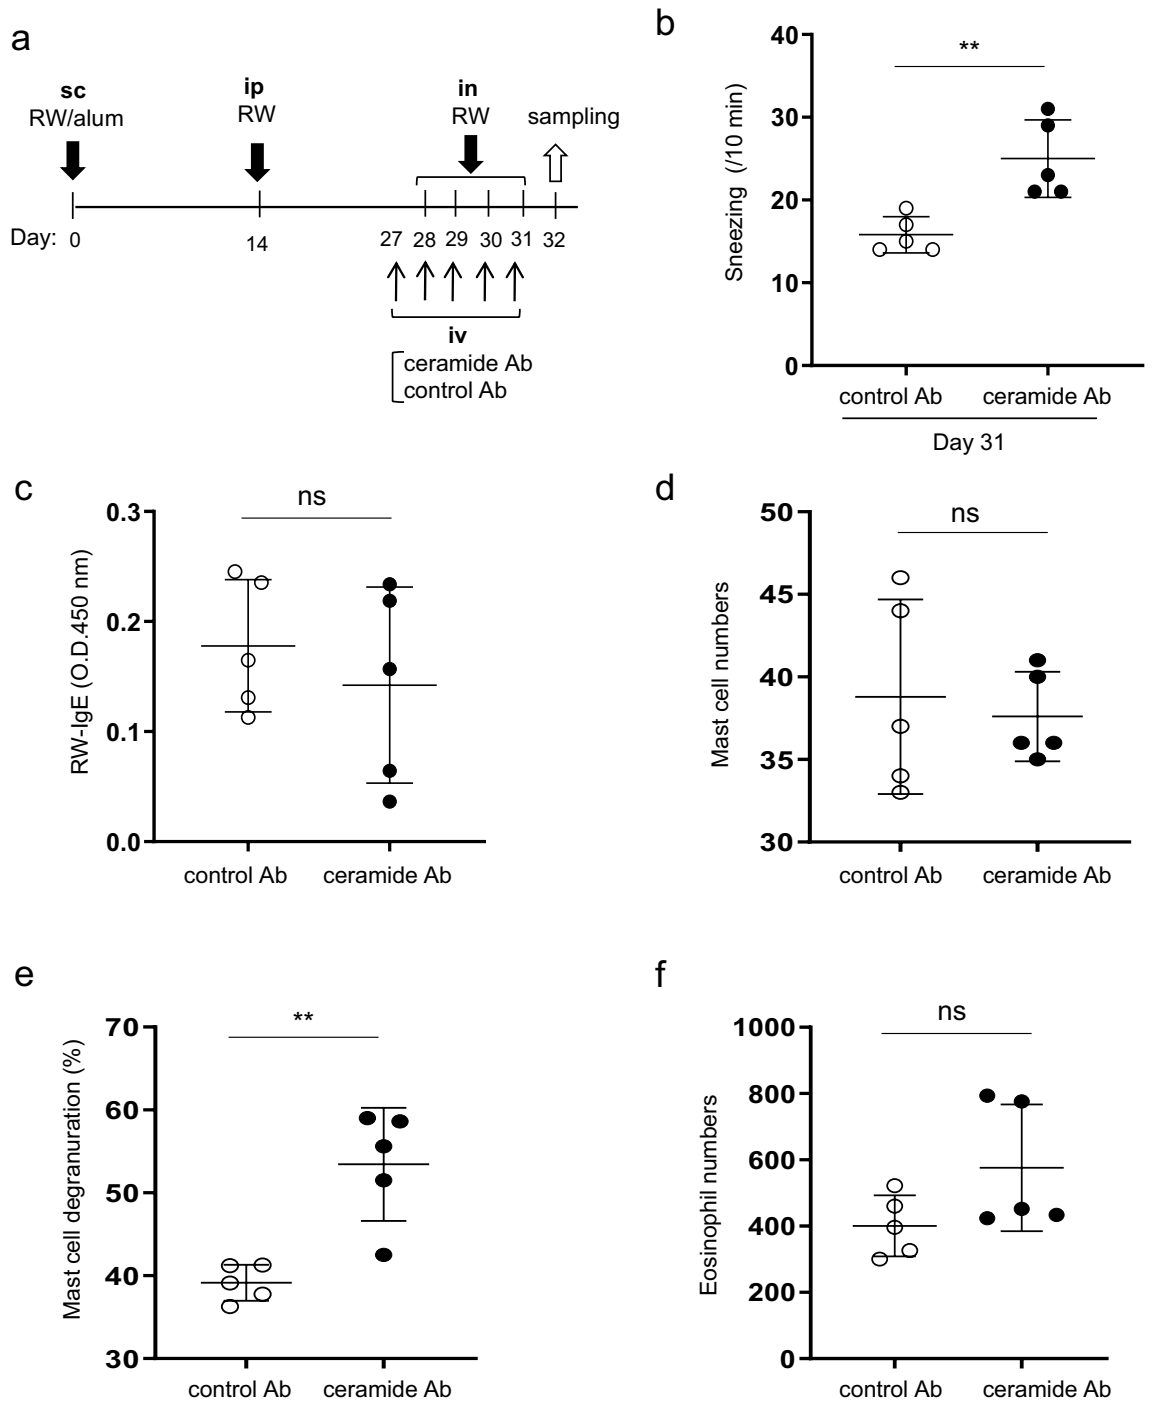 a
sc
RW/alum
ip
RW
in
RW
sampling
Day: 0
14
27 28 29 30 31 32
iv
ceramide Ab
control Ab
b
**
40
30
20
10
0
Sneezing (/10 min)
control Ab ceramide Ab
Day 31
c
ns
0.3
0.2
0.1
0.0
RW-IgE (O.D.450 nm)
control Ab ceramide Ab
d
ns
50
45
40
35
30
Mast cell numbers
control Ab ceramide Ab
e
**
70
60
50
40
30
Mast cell degranuration (%)
control Ab ceramide Ab
f
ns
1000
800
600
400
200
0
Eosinophil numbers
control Ab ceramide Ab